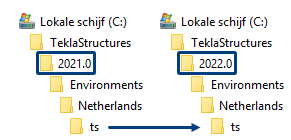 Lokale schijf (C:)
TeklaStructures
2021.0
Environments
Netherlands
ts
Lokale schijf (C:)
TeklaStructures
2022.0
Environments
Netherlands
ts